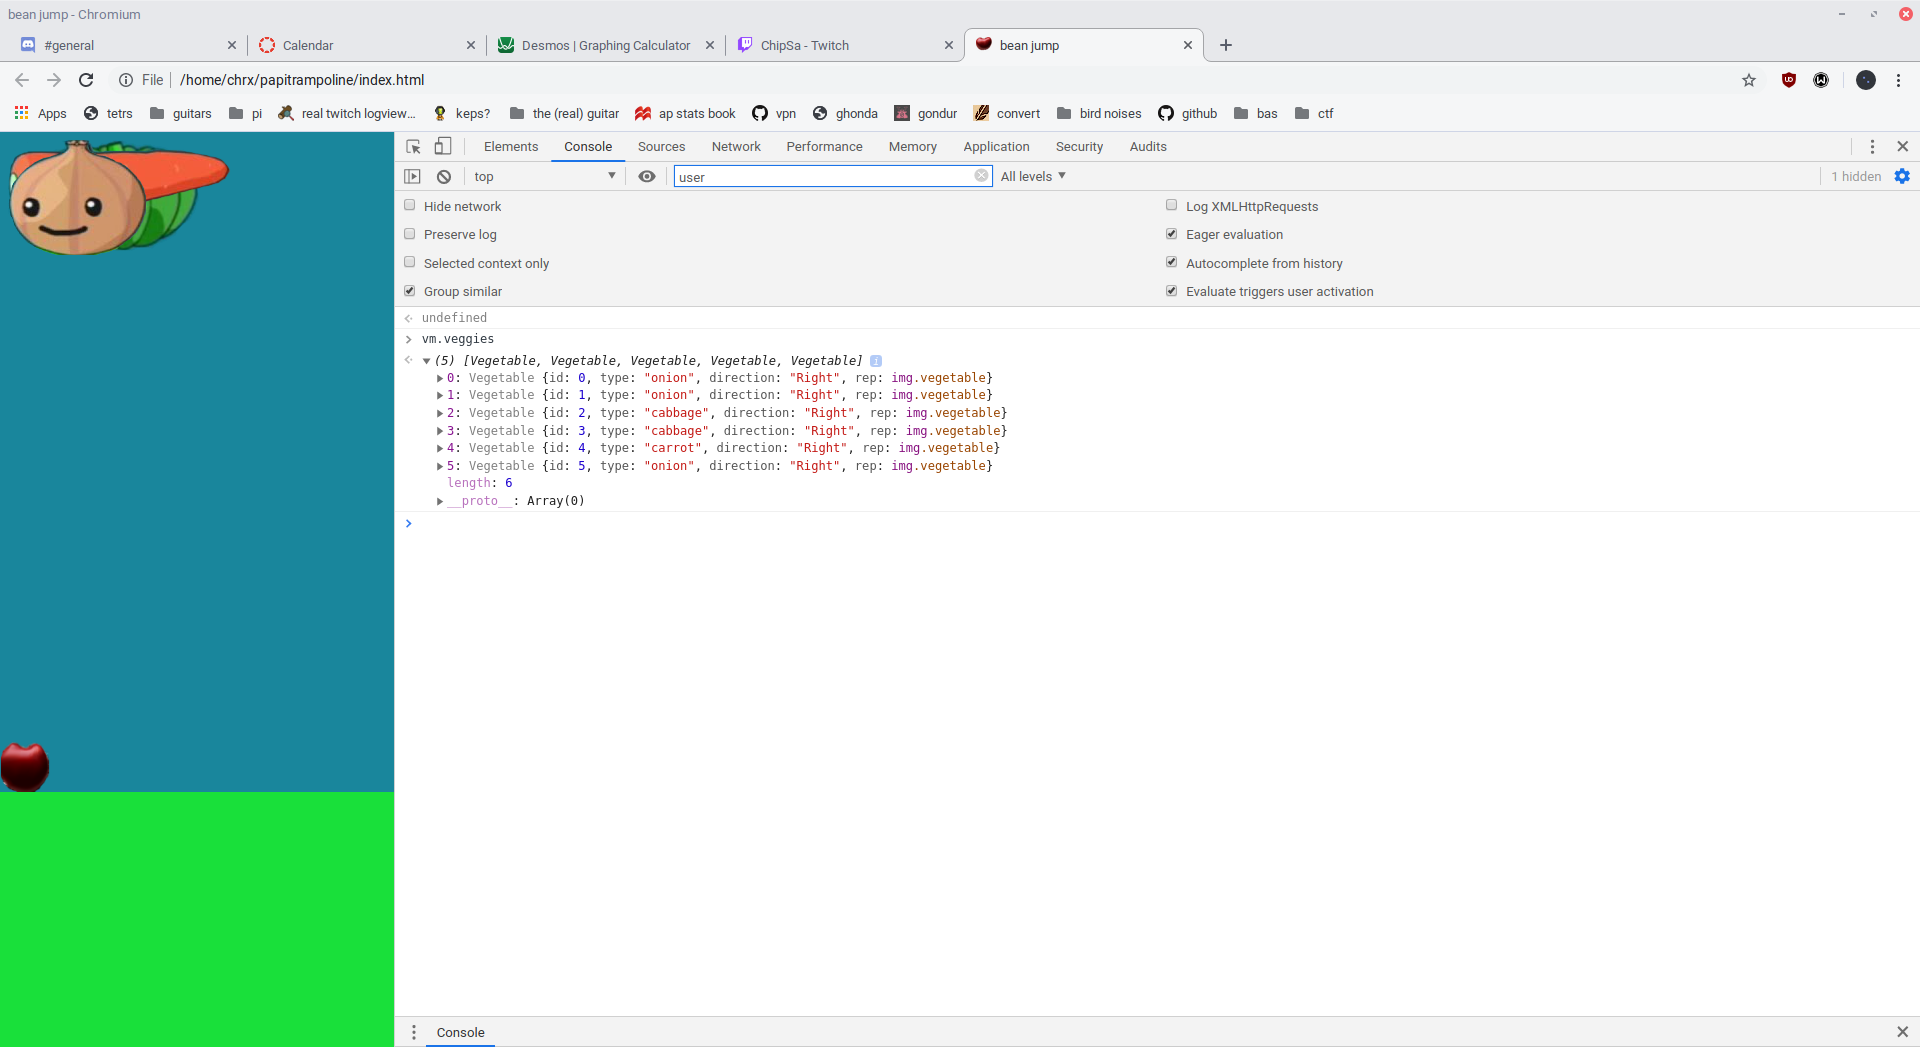 bean jump - Chromium
#general
Calendar
Desmos | Graphing Calculator
ChipSa - Twitch
bean jump
File
/home/chrx/papitrampoline/index.html
Apps
tetrs
guitars
pi
real twitch logview...
keps?
the (real) guitar
ap stats book
vpn
ghonda
gondur
convert
bird noises
github
bas
ctf
Elements
Console
Sources
Network
Performance
Memory
Application
Security
Audits
top
user
All levels
1 hidden
Hide network
Log XMLHttpRequests
Preserve log
Eager evaluation
Selected context only
Autocomplete from history
Group similar
Evaluate triggers user activation
undefined
vm.veggies
(5) [Vegetable, Vegetable, Vegetable, Vegetable, Vegetable] i
0: Vegetable {id: 0, type: "onion", direction: "Right", rep: img.vegetable}
1: Vegetable {id: 1, type: "onion", direction: "Right", rep: img.vegetable}
2: Vegetable {id: 2, type: "cabbage", direction: "Right", rep: img.vegetable}
3: Vegetable {id: 3, type: "cabbage", direction: "Right", rep: img.vegetable}
4: Vegetable {id: 4, type: "carrot", direction: "Right", rep: img.vegetable}
5: Vegetable {id: 5, type: "onion", direction: "Right", rep: img.vegetable}
length: 6
__proto__: Array(0)
Console